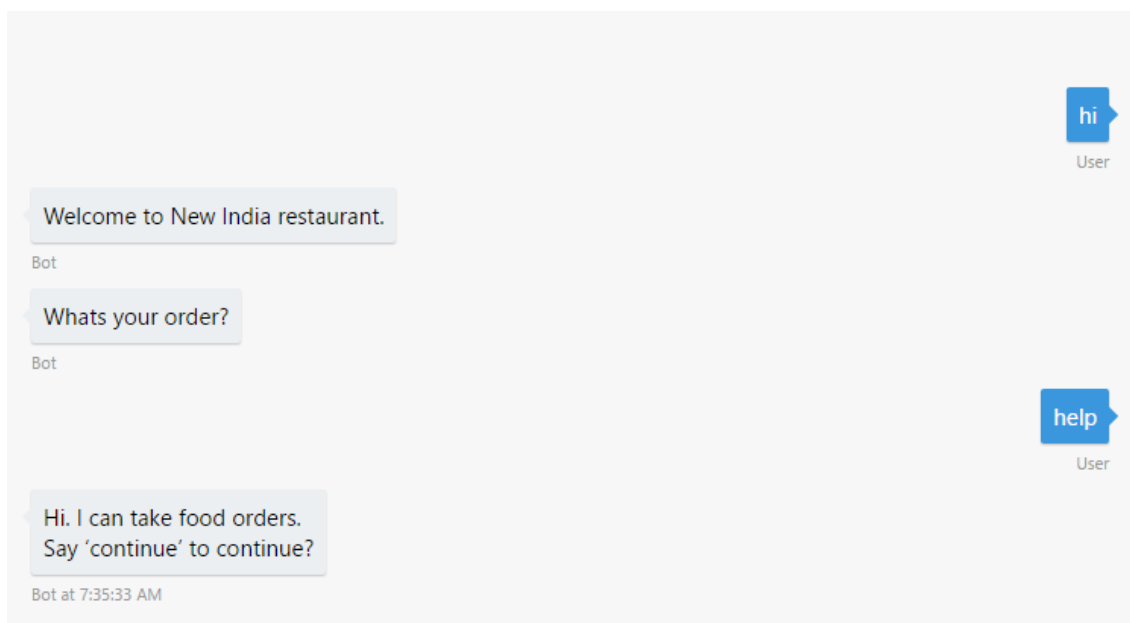 hi
User
Welcome to New India restaurant.
Bot
Whats your order?
Bot
help
User
Hi. I can take food orders.
Say ‘continue’ to continue?
Bot at 7:35:33 AM